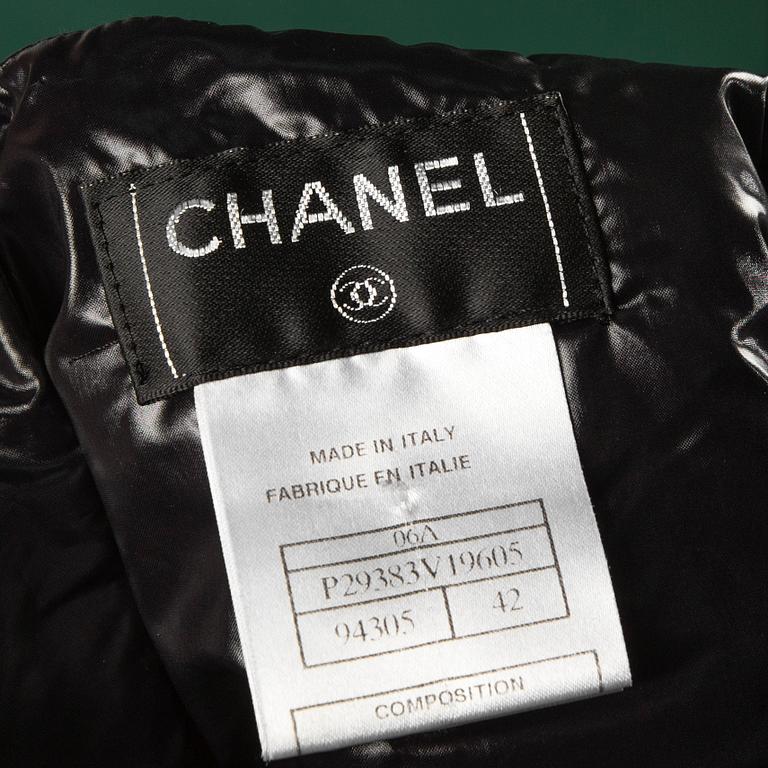 CHANEL
MADE IN ITALY
FABRIQUE EN ITALIE
06A
P29383V19605
94305 42
COMPOSITION